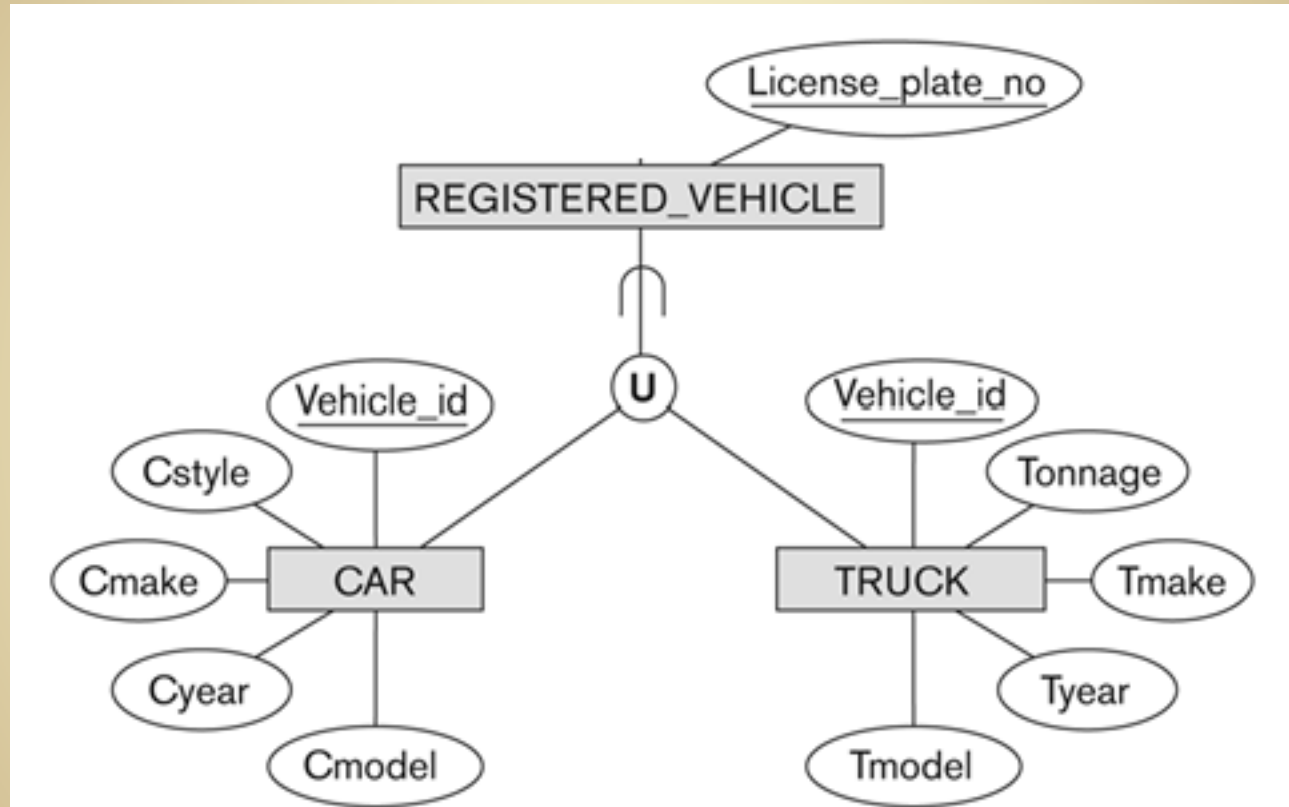 License_plate_no
REGISTERED_VEHICLE
U
Vehicle_id
Vehicle_id
Cstyle
Tonnage
Cmake
CAR
TRUCK
Tmake
Cyear
Tyear
Cmodel
Tmodel